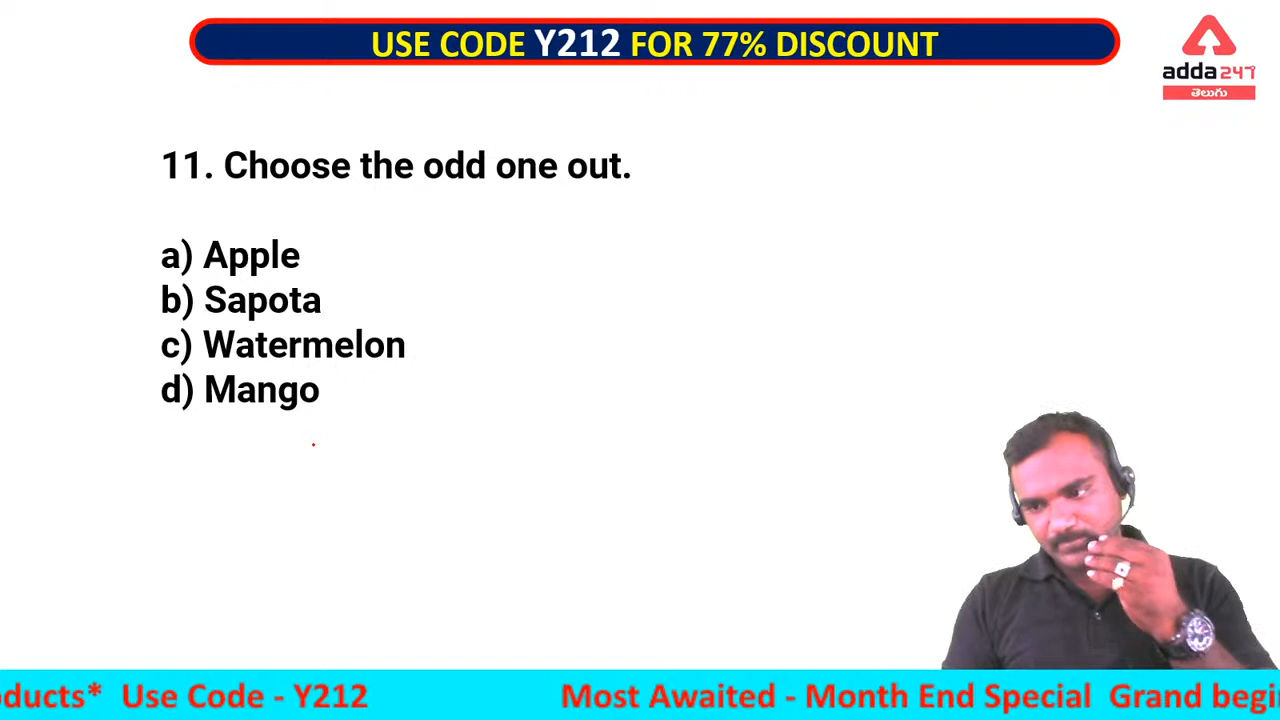 USE CODE Y212 FOR 77% DISCOUNT
adda247
తెలుగు
11. Choose the odd one out.
a) Apple
b) Sapota
c) Watermelon
d) Mango
oducts* Use Code - Y212 Most Awaited - Month End Special Grand begi